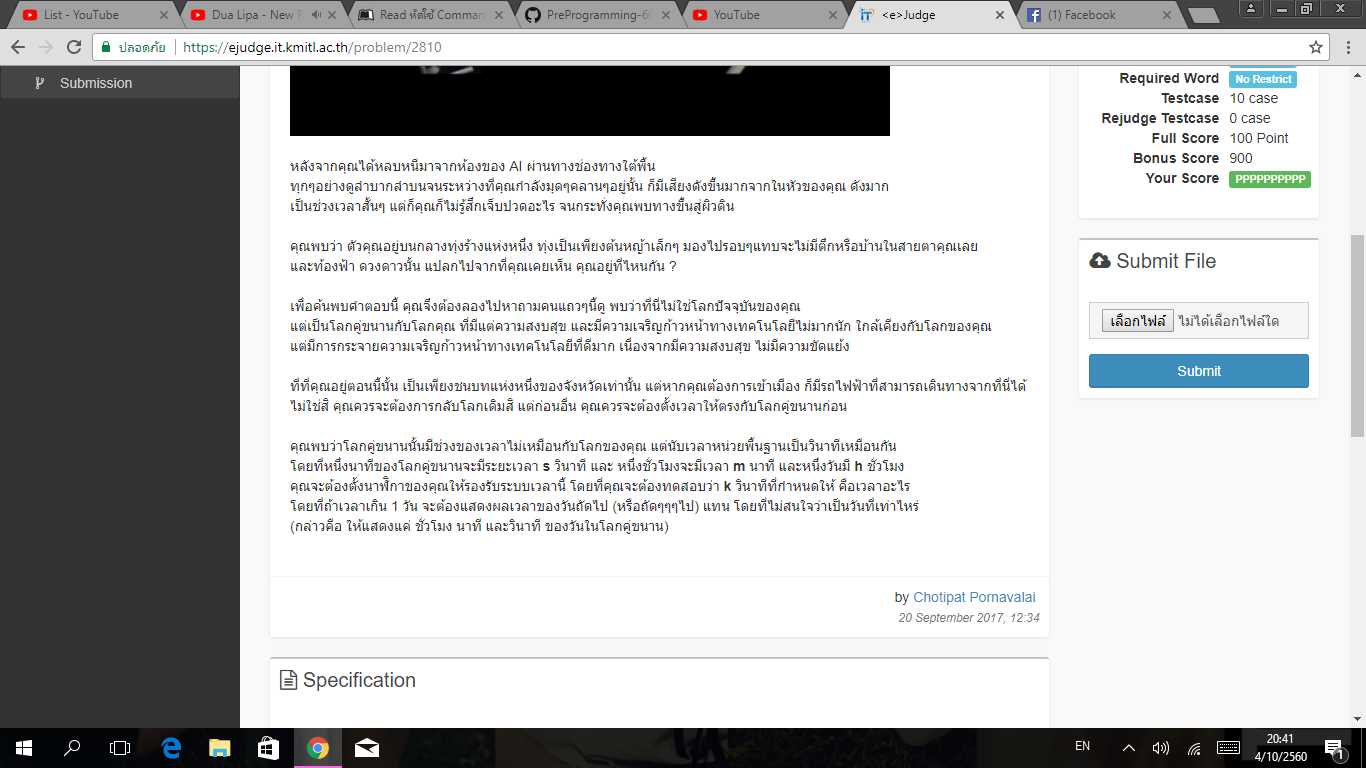 List - YouTube
Dua Lipa - New R
Read หัดใช้ Comman
PreProgramming-60
YouTube
<e>Judge
(1) Facebook
ปลอดภัย
https://ejudge.it.kmitl.ac.th/problem/2810
Submission
หลังจากคุณได้หลบหนีมาจากห้องของ AI ผ่านทางช่องทางใต้พื้น
ทุกๆอย่างดูลำบากลำบนจนระหว่างที่คุณกำลังมุดๆคลานๆอยู่นั้น ก็มีเสียงดังขึ้นมากจากในหัวของคุณ ดังมาก
เป็นช่วงเวลาสั้นๆ แต่ก็คุณก็ไม่รู้สึกเจ็บปวดอะไร จนกระทั่งคุณพบทางขึ้นสู่ผิวดิน
คุณพบว่า ตัวคุณอยู่บนกลางทุ่งร้างแห่งหนึ่ง ทุ่งเป็นเพียงต้นหญ้าเล็กๆ มองไปรอบๆแทบจะไม่มีตึกหรือบ้านในสายตาคุณเลย
และท้องฟ้า ดวงดาวนั้น แปลกไปจากที่คุณเคยเห็น คุณอยู่ที่ไหนกัน ?
เพื่อค้นพบคำตอบนี้ คุณจึงต้องลองไปหาถามคนแถวๆนี้ดู พบว่าที่นี่ไม่ใช่โลกปัจจุบันของคุณ
แต่เป็นโลกคู่ขนานกับโลกคุณ ที่มีแต่ความสงบสุข และมีความเจริญก้าวหน้าทางเทคโนโลยีไม่มากนัก ใกล้เคียงกับโลกของคุณ
แต่มีการกระจายความเจริญก้าวหน้าทางเทคโนโลยีที่ดีมาก เนื่องจากมีความสงบสุข ไม่มีความขัดแย้ง
ที่ที่คุณอยู่ตอนนี้นั้น เป็นเพียงชนบทแห่งหนึ่งของจังหวัดเท่านั้น แต่หากคุณต้องการเข้าเมือง ก็มีรถไฟฟ้าที่สามารถเดินทางจากที่นี่ได้
ไม่ใช่สิ คุณควรจะต้องการกลับโลกเดิมสิ แต่ก่อนอื่น คุณควรจะต้องตั้งเวลาให้ตรงกับโลกคู่ขนานก่อน
คุณพบว่าโลกคู่ขนานนั้นมีช่วงของเวลาไม่เหมือนกับโลกของคุณ แต่นับเวลาหน่วยพื้นฐานเป็นวินาทีเหมือนกัน
โดยที่หนึ่งนาทีของโลกคู่ขนานจะมีระยะเวลา s วินาที และ หนึ่งชั่วโมงจะมีเวลา m นาที และหนึ่งวันมี h ชั่วโมง
คุณจะต้องตั้งนาฬิกาของคุณให้รองรับระบบเวลานี้ โดยที่คุณจะต้องทดสอบว่า k วินาทีที่กำหนดให้ คือเวลาอะไร
โดยที่ถ้าเวลาเกิน 1 วัน จะต้องแสดงผลเวลาของวันถัดไป (หรือถัดๆๆๆไป) แทน โดยที่ไม่สนใจว่าเป็นวันที่เท่าไหร่
(กล่าวคือ ให้แสดงแค่ ชั่วโมง นาที และวินาที ของวันในโลกคู่ขนาน)
by Chotipat Pornavalai
20 September 2017, 12:34
Specification
Required Word No Restrict
Testcase 10 case
Rejudge Testcase 0 case
Full Score 100 Point
Bonus Score 900
Your Score PPPPPPPPPP
Submit File
เลือกไฟล์ ไม่ได้เลือกไฟล์ใด
Submit
EN
20:41
4/10/2560
1